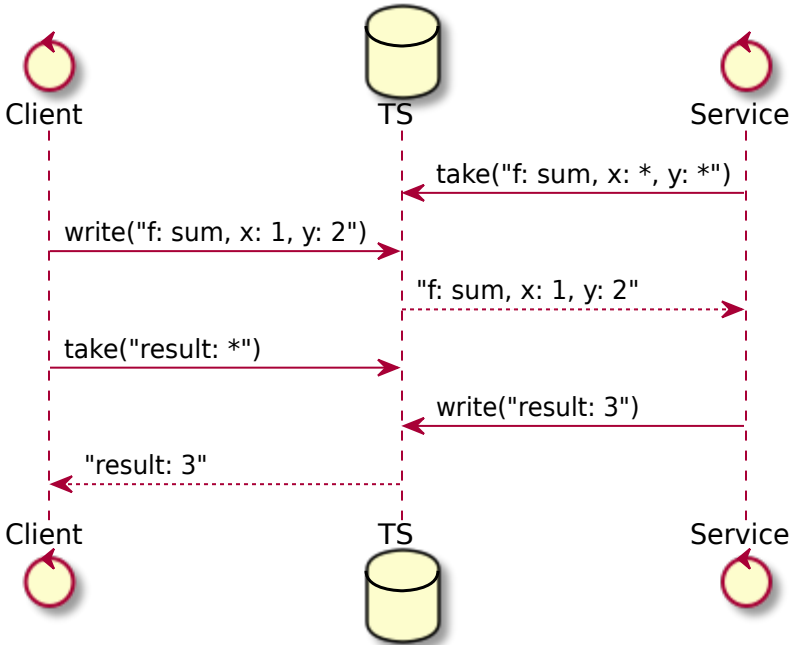 Client
TS
Service
take("f: sum, x: *, y: *")
write("f: sum, x: 1, y: 2")
"f: sum, x: 1, y: 2"
take("result: *")
write("result: 3")
"result: 3"
Client
TS
Service